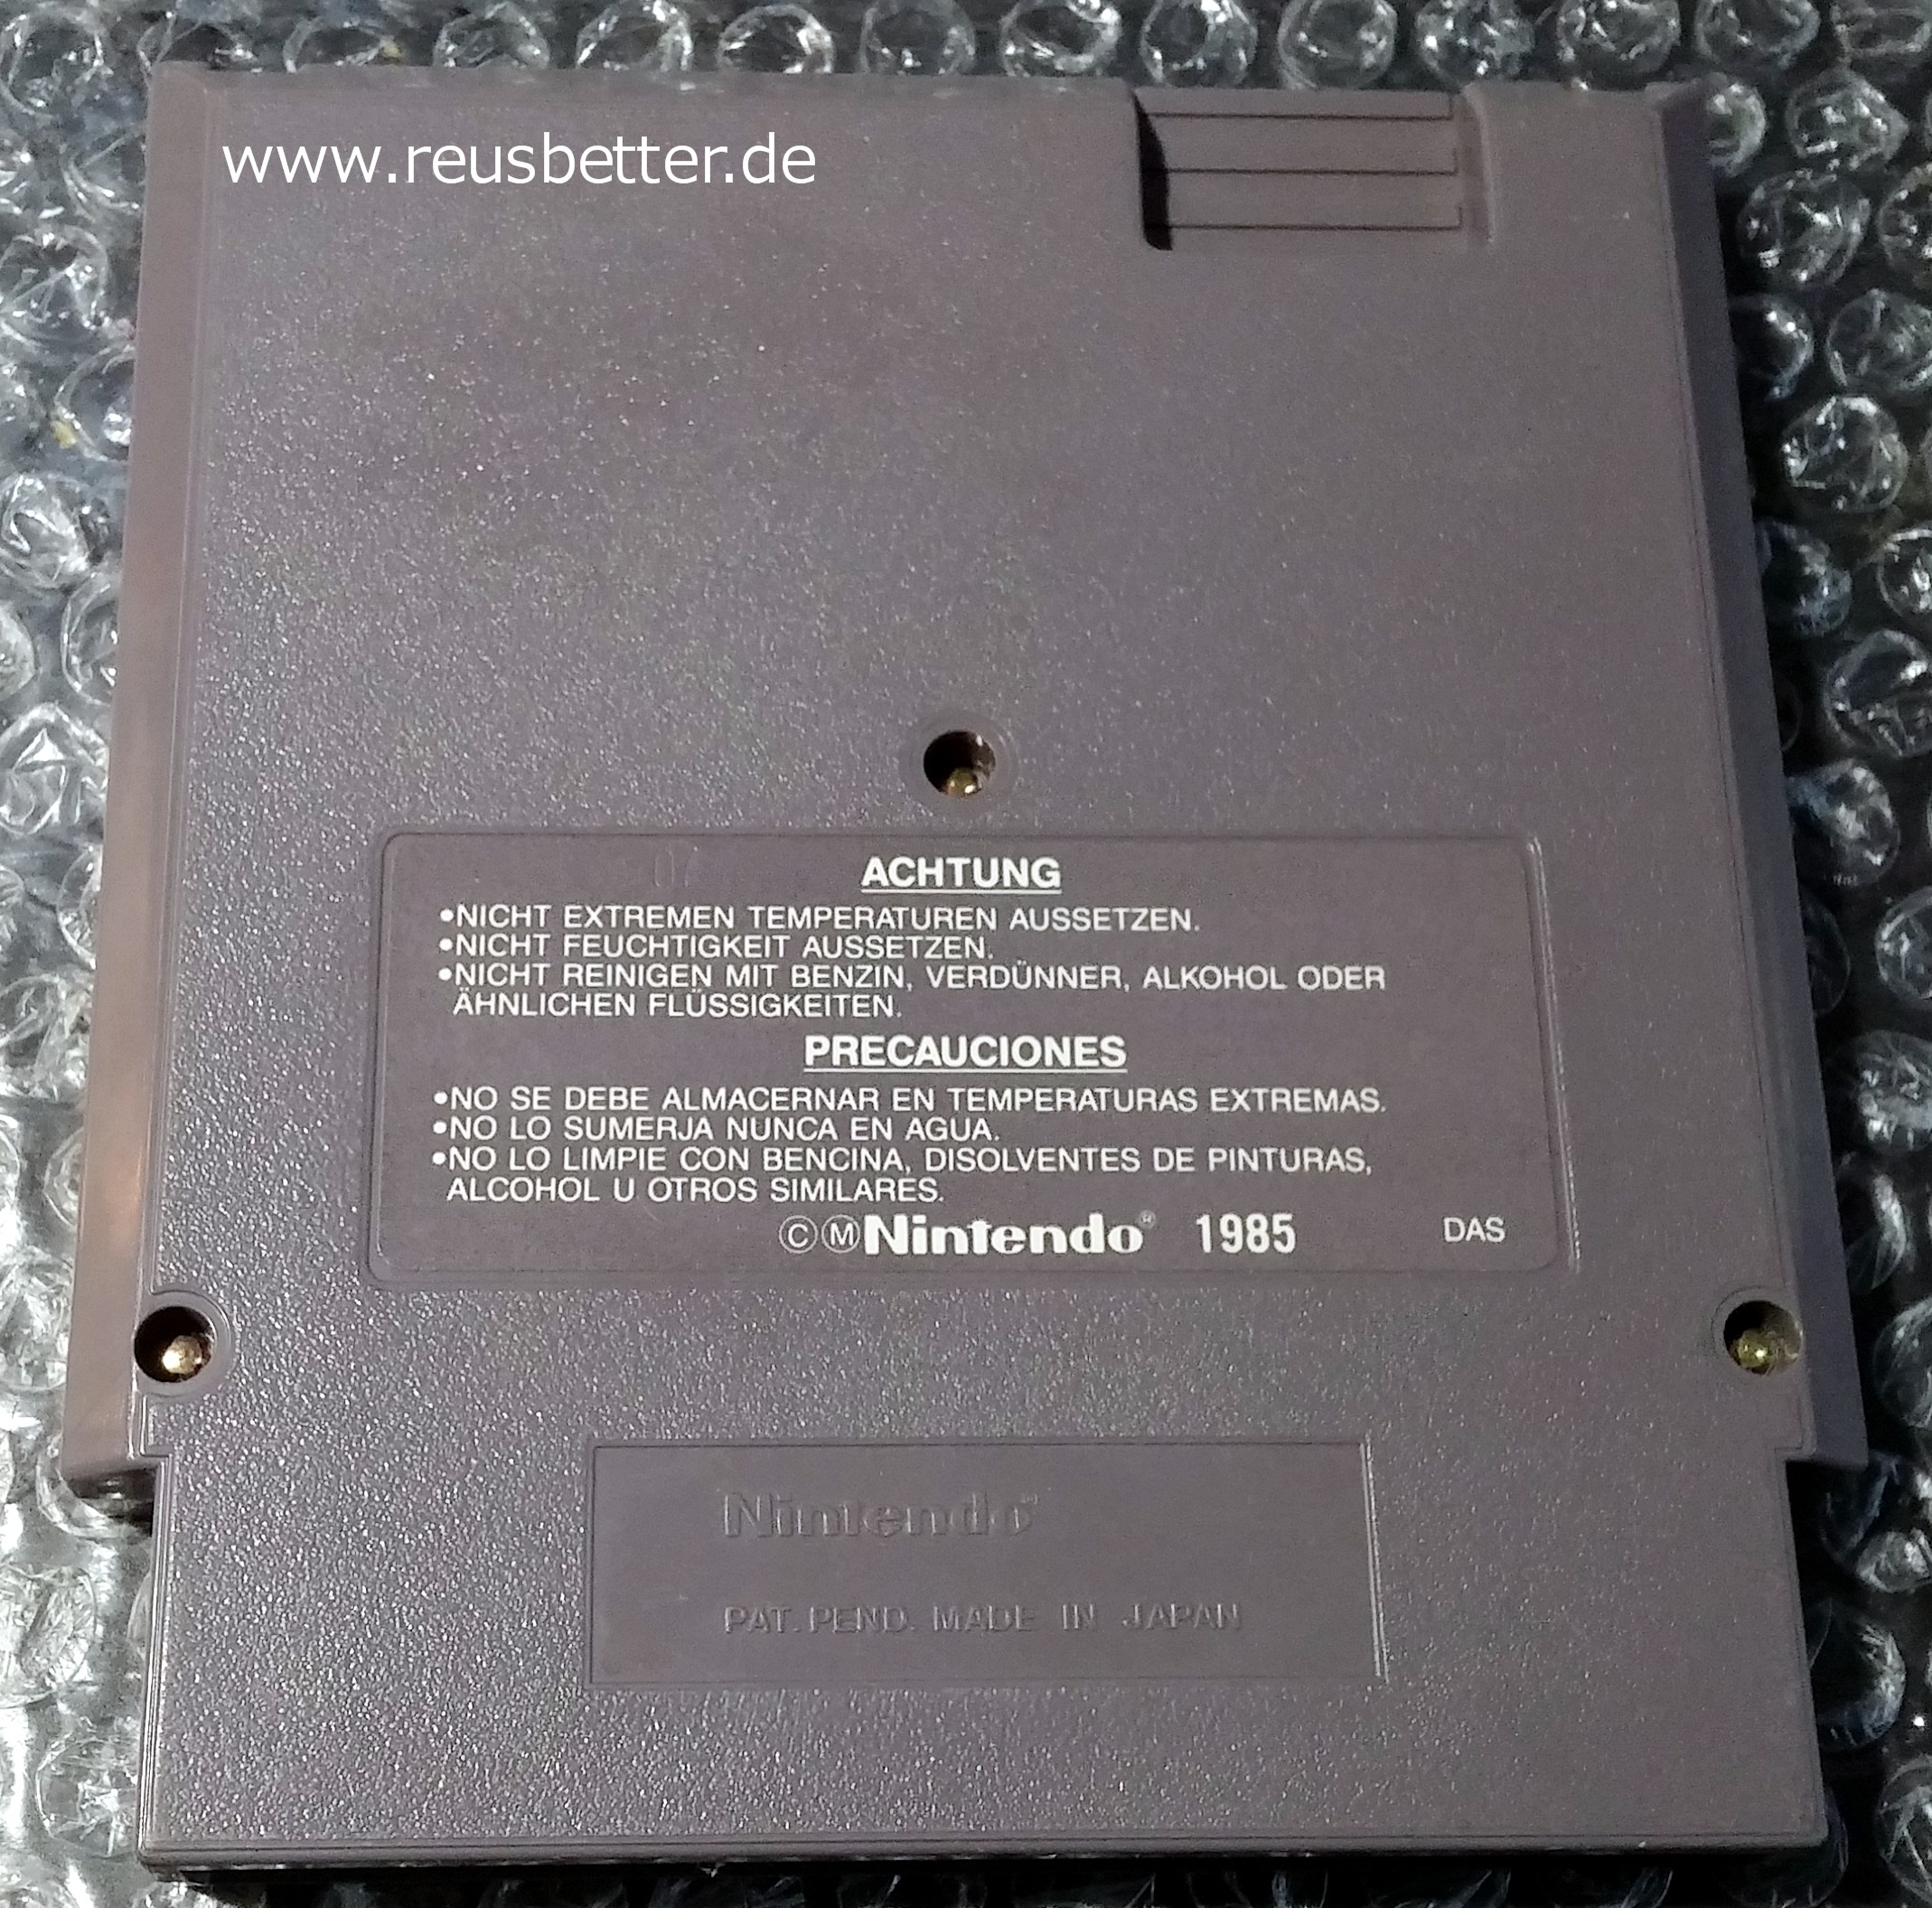 www.reusbetter.de
07
ACHTUNG
•NICHT EXTREMEN TEMPERATUREN AUSSETZEN.
•NICHT FEUCHTIGKEIT AUSSETZEN.
•NICHT REINIGEN MIT BENZIN, VERDÜNNER, ALKOHOL ODER
ÄHNLICHEN FLÜSSIGKEITEN.
PRECAUCIONES
•NO SE DEBE ALMACERNAR EN TEMPERATURAS EXTREMAS.
•NO LO SUMERJA NUNCA EN AGUA.
•NO LO LIMPIE CON BENCINA, DISOLVENTES DE PINTURAS,
ALCOHOL U OTROS SIMILARES.
©ⓂNintendo® 1985 DAS
Nintendo®
PAT. PEND. MADE IN JAPAN